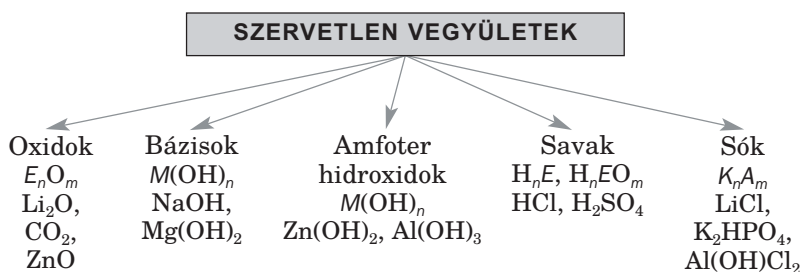 SZERVETLEN VEGYÜLETEK
Oxidok
EₙOₘ
Li₂O,
CO₂,
ZnO
Bázisok
M(OH)ₙ
NaOH,
Mg(OH)₂
Amfoter
hidroxidok
M(OH)ₙ
Zn(OH)₂, Al(OH)₃
Savak
HₙE, HₙEOₘ
HCl, H₂SO₄
Sók
KₙAₘ
LiCl,
K₂HPO₄,
Al(OH)Cl₂